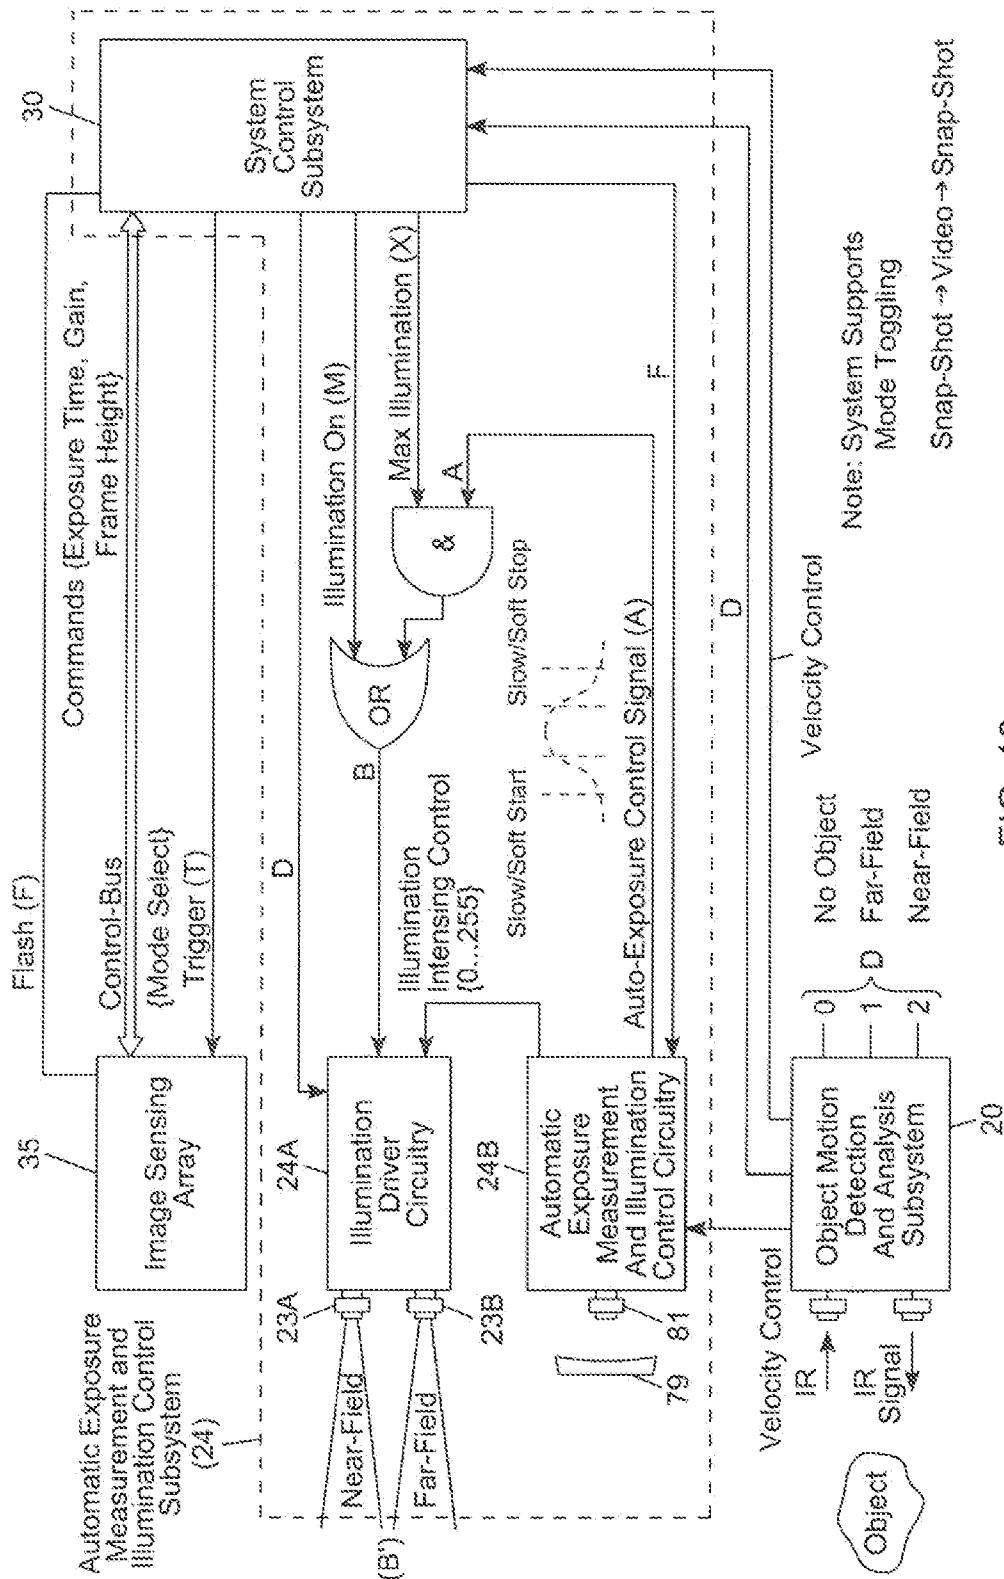 Flash (F)
30
Commands {Exposure Time, Gain,
Frame Height}
Control-Bus
{Mode Select}
Trigger (T)
35
Image Sensing
Array
System
Control
Subsystem
Automatic Exposure
Measurement and
Illumination Control
Subsystem
(24)
D
Illumination On (M)
Max Illumination (X)
A
&
OR
B
24A
Illumination
Driver
Circuitry
Illumination
Intensing Control
{0...255}
23A
23B
Near-Field
Far-Field
(B')
Slow/Soft Start
Slow/Soft Stop
24B
Automatic
Exposure
Measurement
And Illumination
Control Circuitry
Auto-Exposure Control Signal (A)
F
81
79
D
Velocity Control
Velocity Control
IR
IR
Signal
Object
Object Motion
Detection
And Analysis
Subsystem
20
0
1
2
D
No Object
Far-Field
Near-Field
Note: System Supports
Mode Toggling
Snap-Shot → Video → Snap-Shot